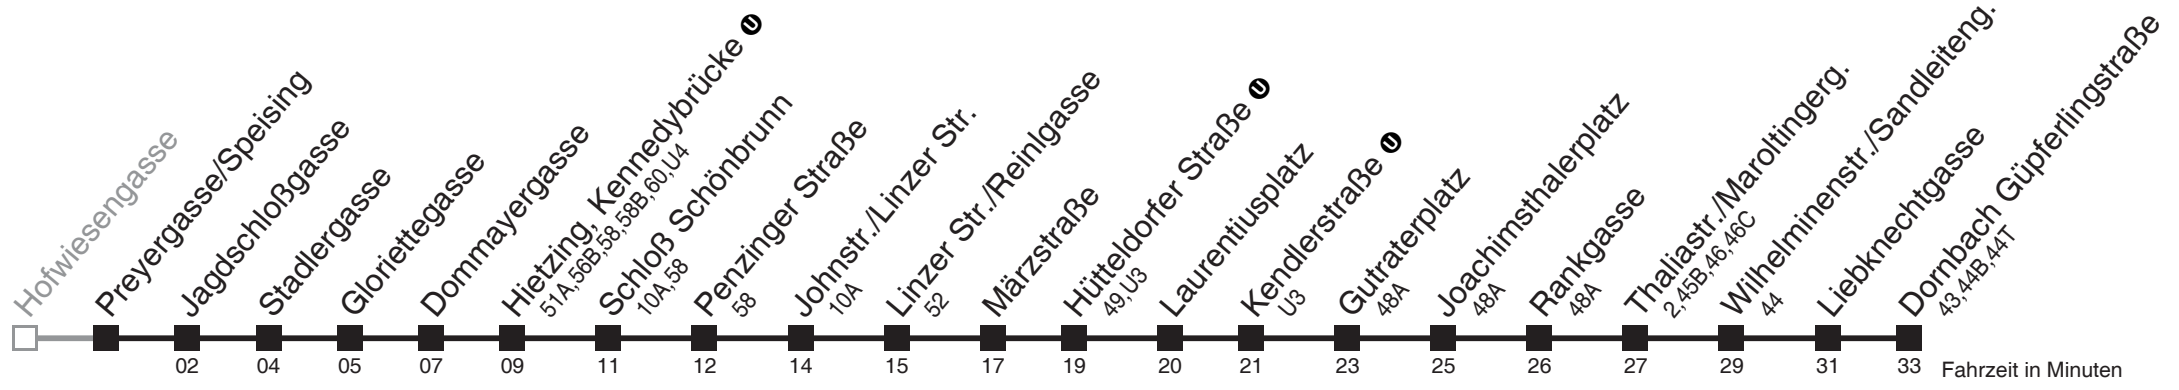 Hofwiesengasse
Preyergasse/Speising
Jagdschloßgasse
Stadlergasse
Gloriettegasse
Dommayergasse
Hietzing, Kennedybrücke U
51A,56B,58,58B,60,U4
Schloß Schönbrunn
10A,58
Penzinger Straße
58
Johnstr./Linzer Str.
10A
Linzer Str./Reinlgasse
52
Märzstraße
Hütteldorfer Straße U
49,U3
Laurentiusplatz
Kendlerstraße U
U3
Gutraterplatz
48A
Joachimsthalerplatz
48A
Rankgasse
48A
Thaliastr./Maroltingerg.
2,45B,46,46C
Wilhelminenstr./Sandleiteng.
44
Liebknechtgasse
Dornbach Güpferlingstraße
43,44B,44T
02 04 05 07 09 11 12 14 15 17 19 20 21 23 25 26 27 29 31 33 Fahrzeit in Minuten